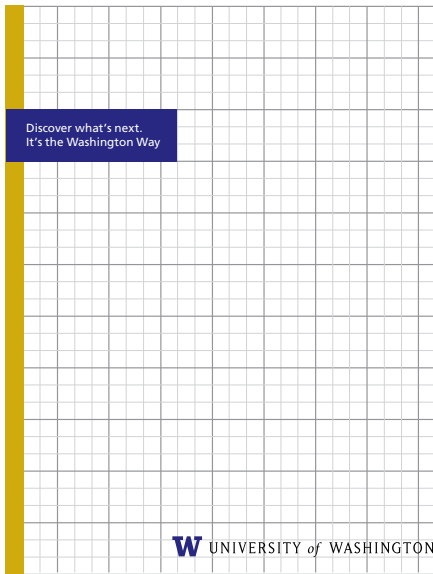 Discover what's next.
It's the Washington Way
W UNIVERSITY of WASHINGTON